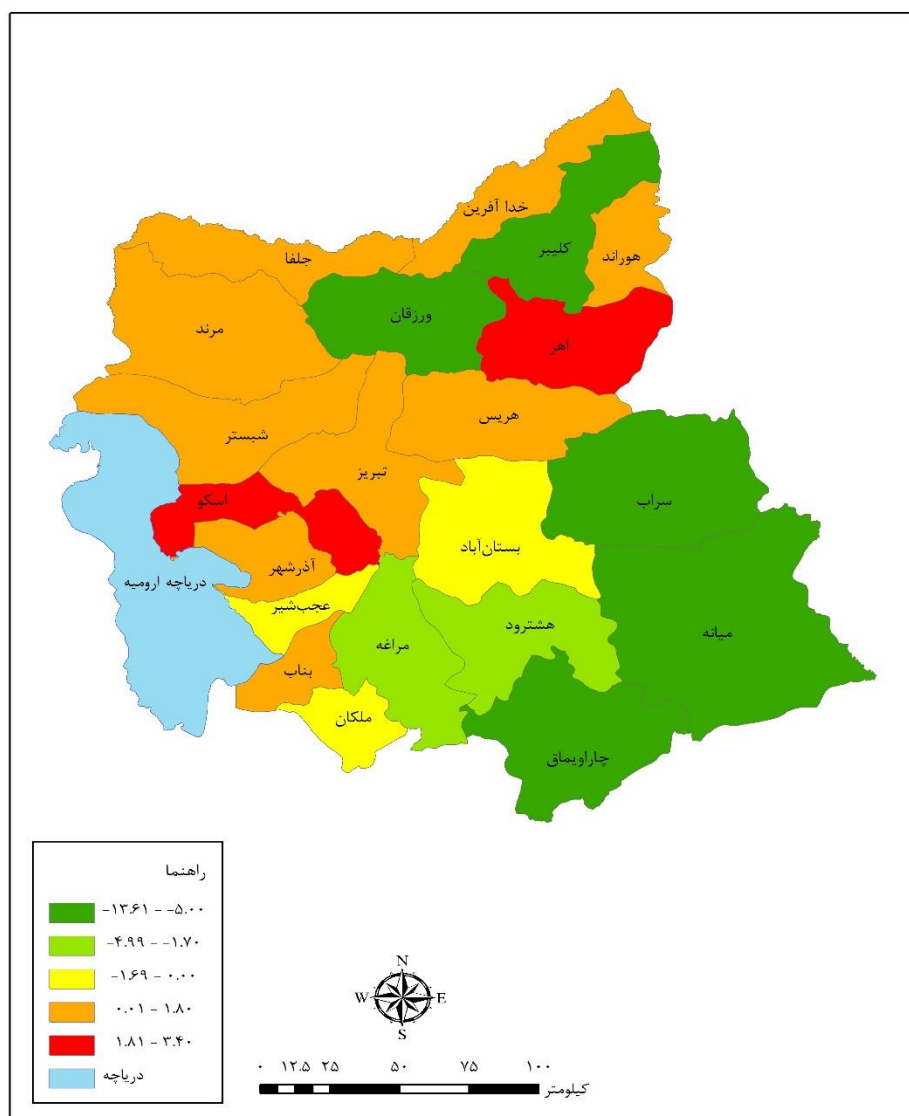 خدا آفرین
کلیبر
هوراند
جلفا
ورزقان
مرند
اهر
هریس
شبستر
تبریز
سراب
اسکو
بستان‌آباد
آذرشهر
دریاچه ارومیه
عجب‌شیر
هشترود
میانه
مراغه
بناب
ملکان
چاراویماق
راهنما
-۱۳.۶۱ - -۵.۰۰
-۴.۹۹ - -۱.۷۰
-۱.۶۹ - ۰.۰۰
۰.۰۱ - ۱.۸۰
۱.۸۱ - ۳.۴۰
دریاچه
N
W E
S
۰ ۱۲.۵ ۲۵ ۵۰ ۷۵ ۱۰۰
کیلومتر